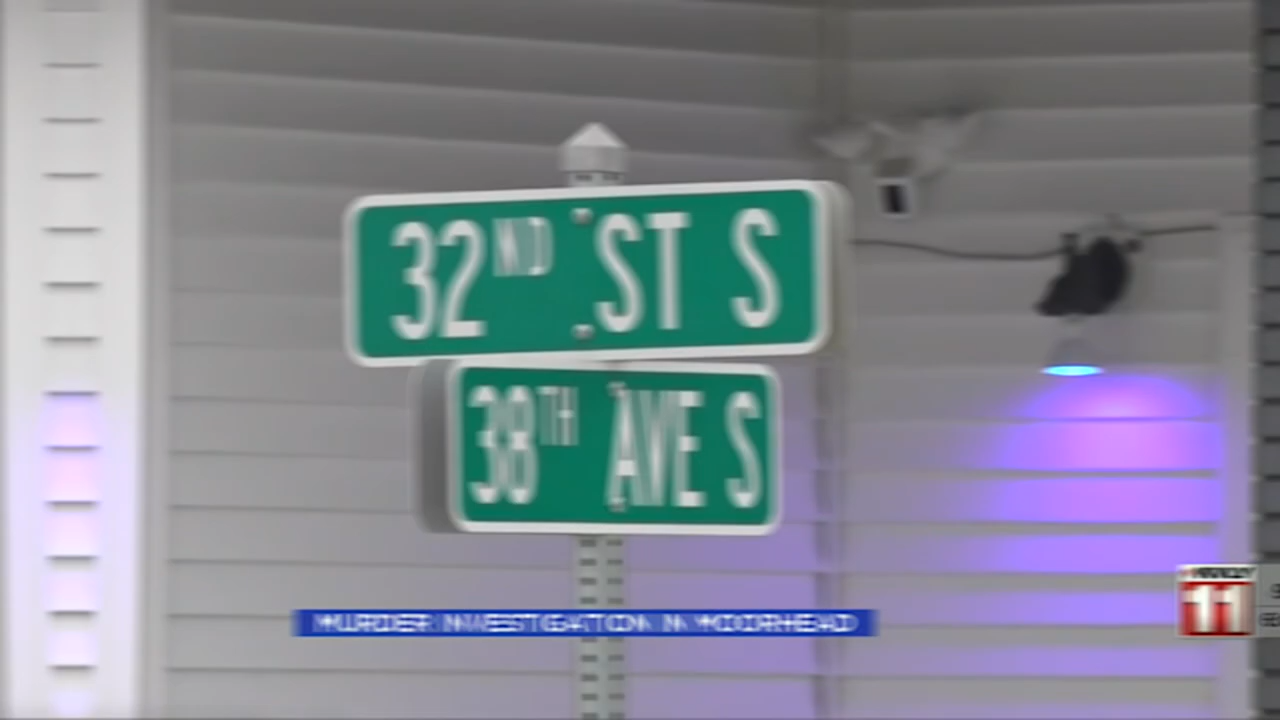 32ND ST S
38TH AVE S
MURDER INVESTIGATION IN MOORHEAD
11